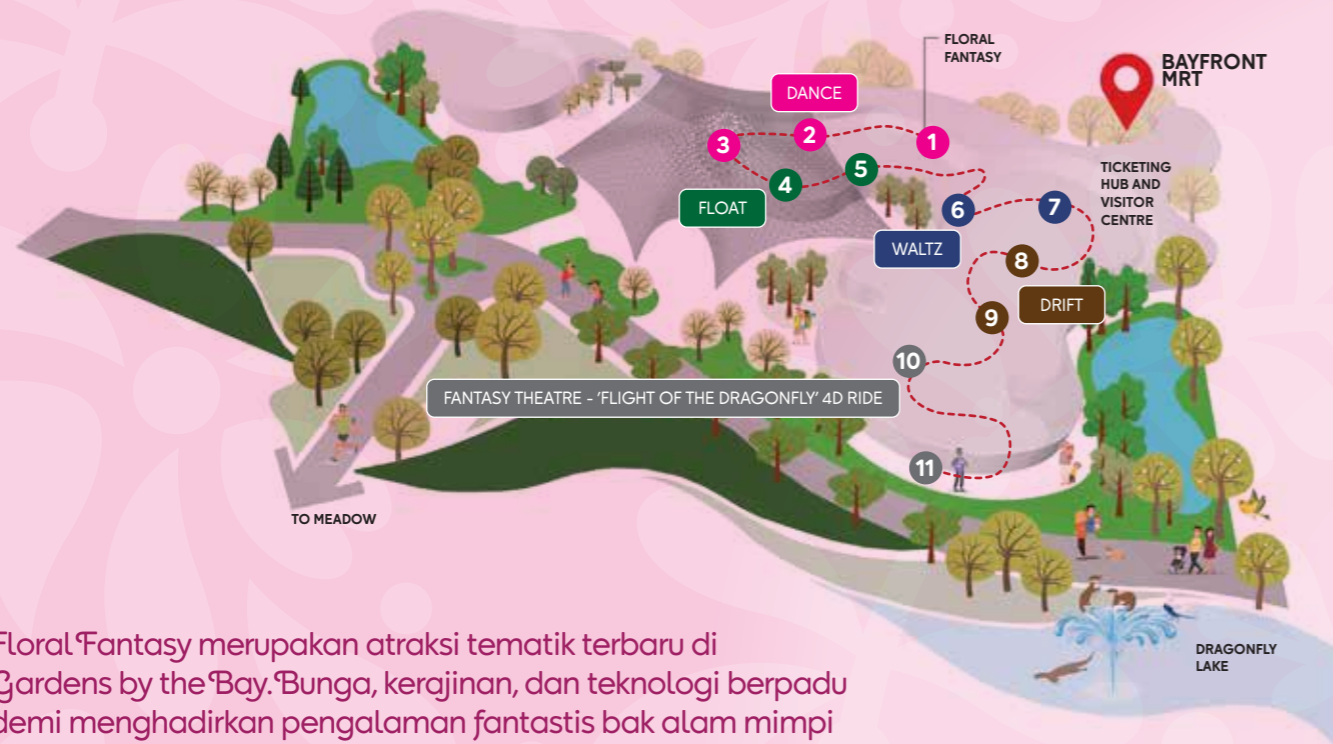 FLORAL
FANTASY
BAYFRONT
MRT
DANCE
3
2
1
TICKETING
HUB AND
VISITOR
CENTRE
5
4
FLOAT
6
7
WALTZ
8
DRIFT
9
10
FANTASY THEATRE - ‘FLIGHT OF THE DRAGONFLY’ 4D RIDE
11
TO MEADOW
DRAGONFLY
LAKE
Floral Fantasy merupakan atraksi tematik terbaru di
Gardens by the Bay. Bunga, kerajinan, dan teknologi berpadu
demi menghadirkan pengalaman fantastis bak alam mimpi